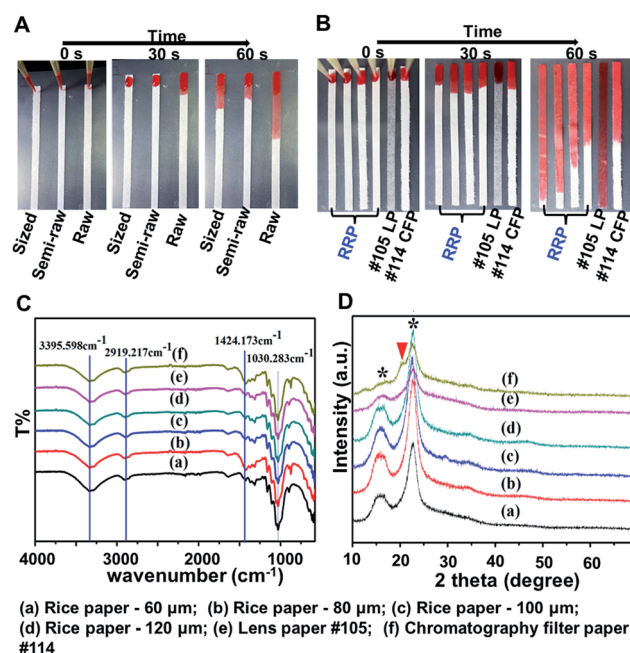 A
Time
0 s 30 s 60 s
Sized
Semi-raw
Raw
Sized
Semi-raw
Raw
Sized
Semi-raw
Raw
B
Time
0 s 30 s 60 s
RRP
#105 LP
#114 CFP
RRP
#105 LP
#114 CFP
RRP
#105 LP
#114 CFP
C
3395.598cm⁻¹ 2919.217cm⁻¹ 1424.173cm⁻¹
1030.283cm⁻¹
(f)
(e)
(d)
(c)
(b)
(a)
T%
4000 3000 2000 1000
wavenumber (cm⁻¹)
D
*
*
(f)
(e)
(d)
(c)
(b)
(a)
Intensity (a.u.)
10 20 30 40 50 60
2 theta (degree)
(a) Rice paper - 60 µm; (b) Rice paper - 80 µm; (c) Rice paper - 100 µm;
(d) Rice paper - 120 µm; (e) Lens paper #105; (f) Chromatography filter paper
#114